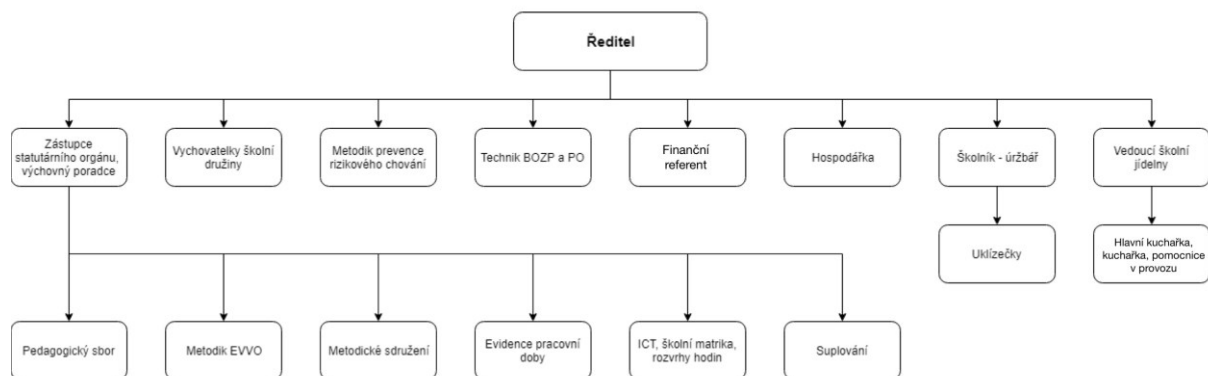 Ředitel
Zástupce
statutárního orgánu,
výchovný poradce
Vychovatelky školní
družiny
Metodik prevence
rizikového chování
Technik BOZP a PO
Finanční
referent
Hospodářka
Školník - úržbář
Vedoucí školní
jídelny
Uklízečky
Hlavní kuchařka,
kuchařka, pomocnice
v provozu
Pedagogický sbor
Metodik EVVO
Metodické sdružení
Evidence pracovní
doby
ICT, školní matrika,
rozvrhy hodin
Suplování